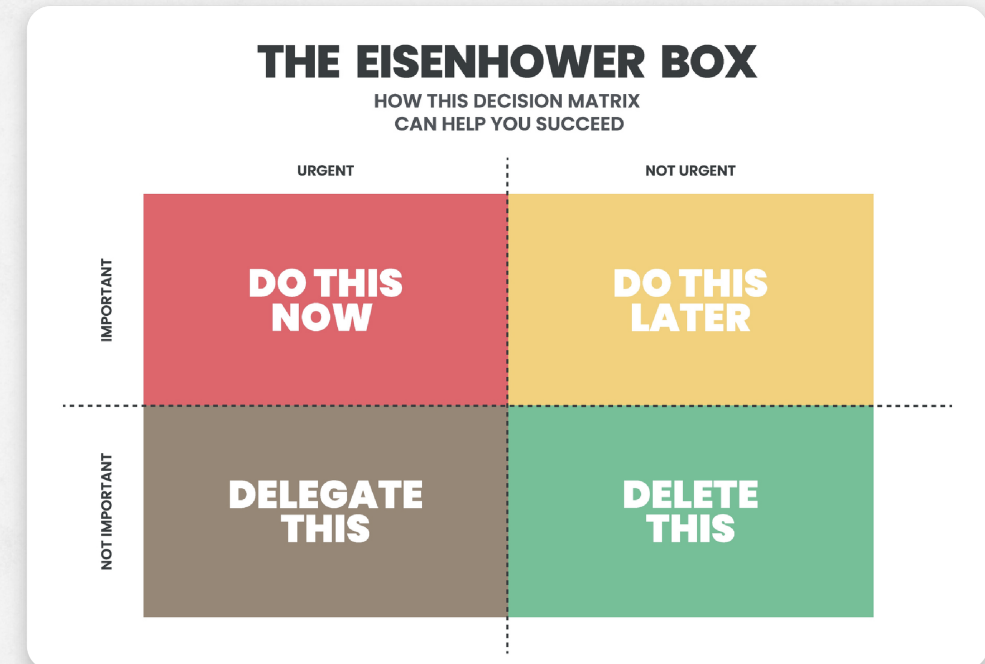 THE EISENHOWER BOX
HOW THIS DECISION MATRIX
CAN HELP YOU SUCCEED
URGENT
NOT URGENT
IMPORTANT
DO THIS
NOW
DO THIS
LATER
NOT IMPORTANT
DELEGATE
THIS
DELETE
THIS